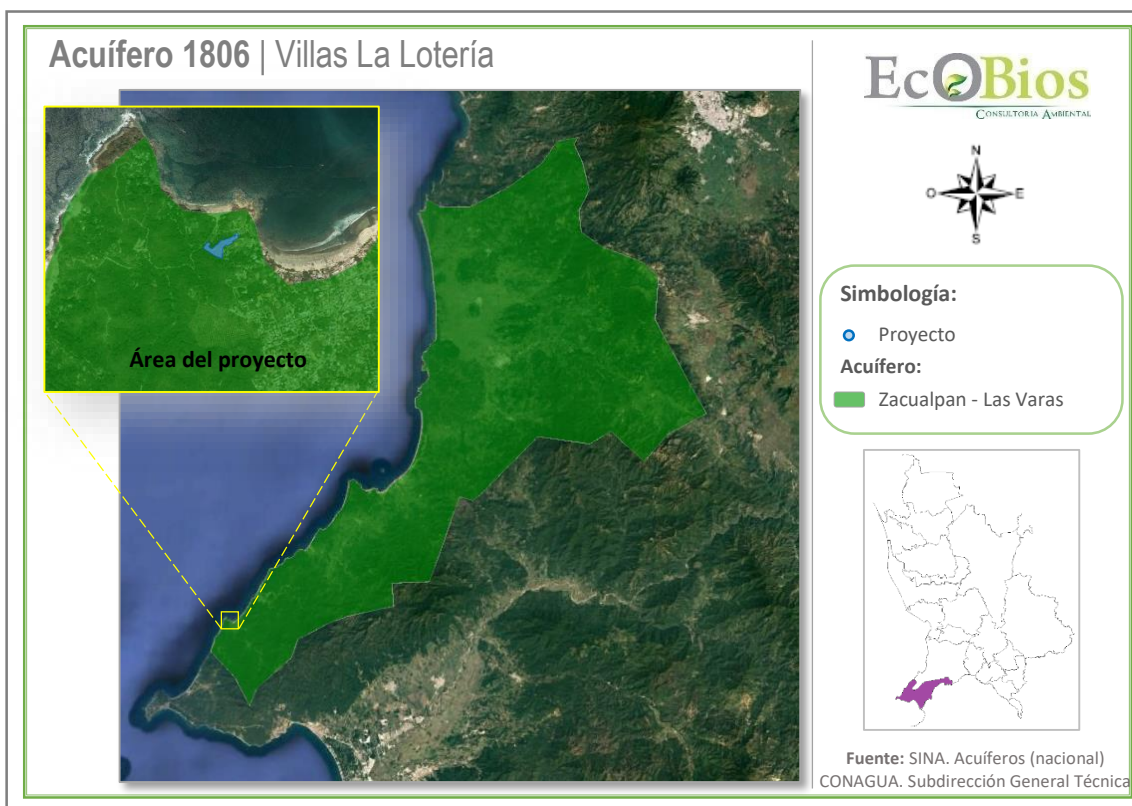 Acuífero 1806 | Villas La Lotería
Área del proyecto
EcOBios
CONSULTORIA AMBIENTAL
N
O E
S
Simbología:
Proyecto
Acuífero:
Zacualpan - Las Varas
Fuente: SINA. Acuíferos (nacional)
CONAGUA. Subdirección General Técnica